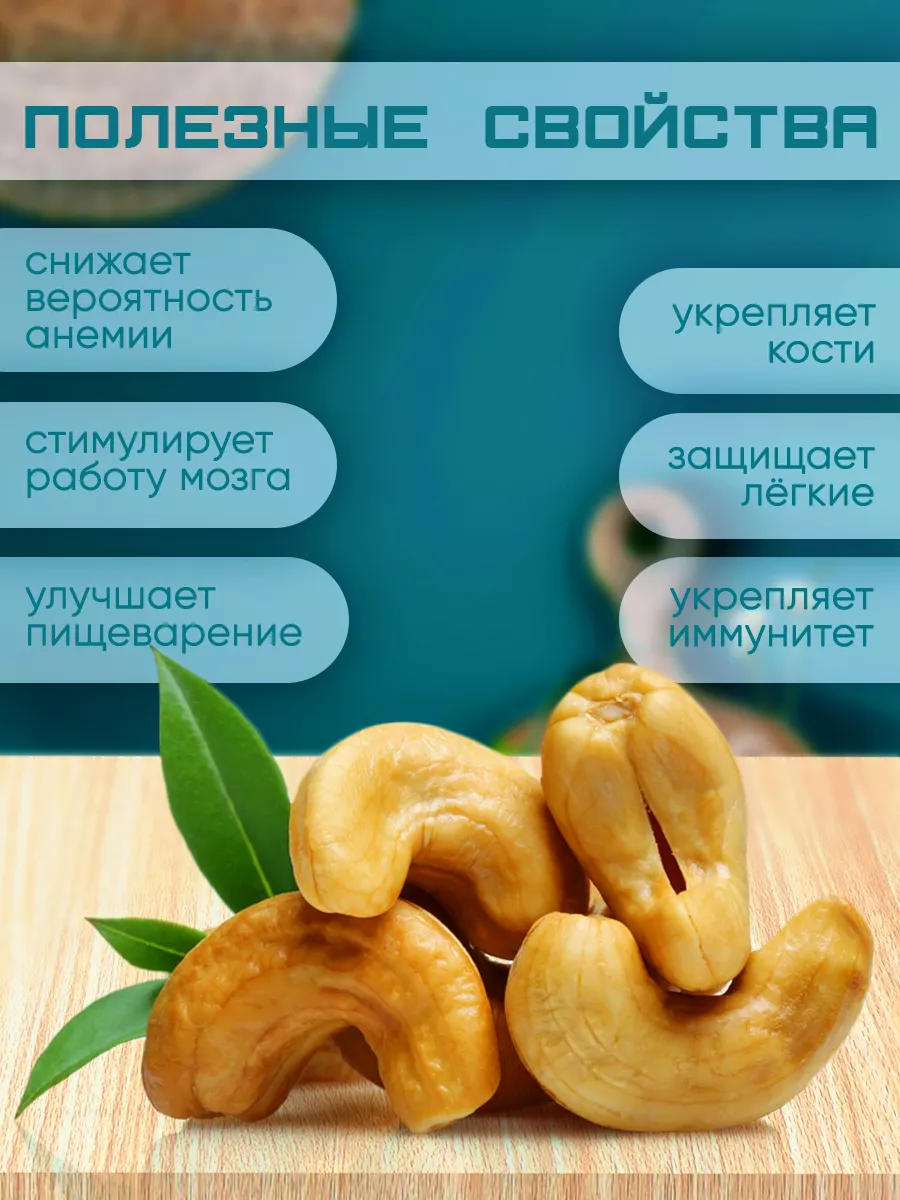 ПОЛЕЗНЫЕ СВОЙСТВА
снижает
вероятность
анемии
стимулирует
работу мозга
улучшает
пищеварение
укрепляет
кости
защищает
лёгкие
укрепляет
иммунитет